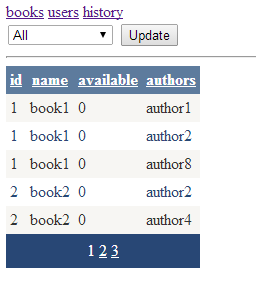 books users history
All Update
id name available authors
1 book1 0 author1
1 book1 0 author2
1 book1 0 author8
2 book2 0 author2
2 book2 0 author4
1 2 3